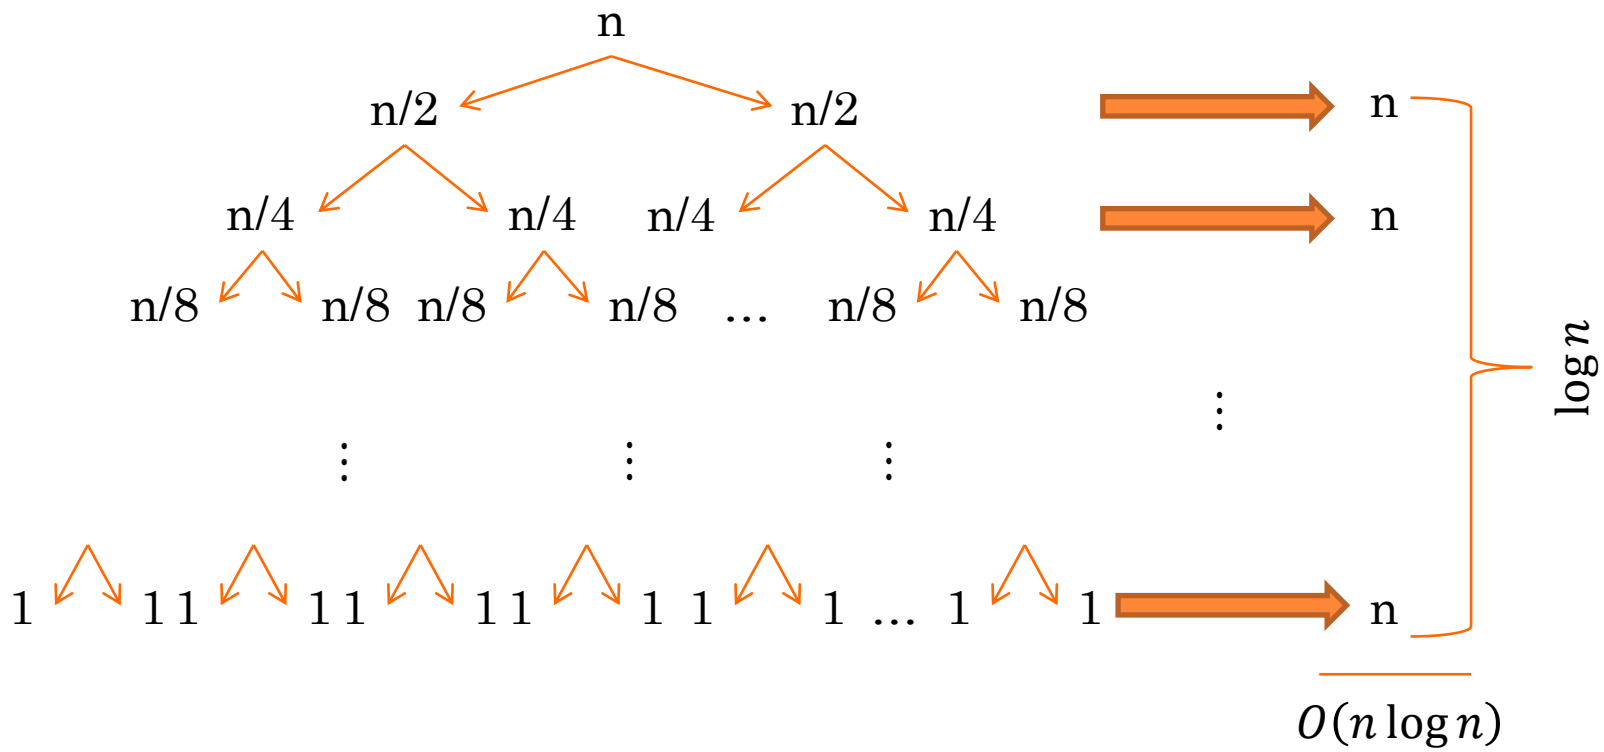 n
n/2 n/2 n
n/4 n/4 n/4 n/4 n
n/8 n/8 n/8 n/8 ... n/8 n/8
log n
⋮
⋮ ⋮ ⋮
1 1 1 1 1 1 1 1 1 1 ... 1 1 n
O(n log n)